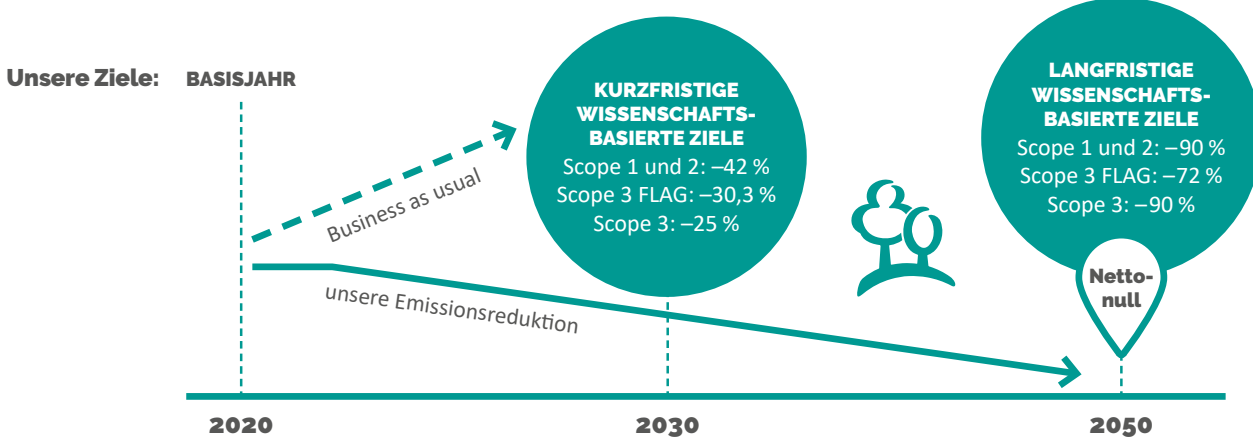 Unsere Ziele: BASISJAHR
KURZFRISTIGE
WISSENSCHAFTS-
BASIERTE ZIELE
Scope 1 und 2: –42 %
Scope 3 FLAG: –30,3 %
Scope 3: –25 %
LANGFRISTIGE
WISSENSCHAFTS-
BASIERTE ZIELE
Scope 1 und 2: –90 %
Scope 3 FLAG: –72 %
Scope 3: –90 %
Netto-
null
Business as usual
unsere Emissionsreduktion
2020 2030 2050